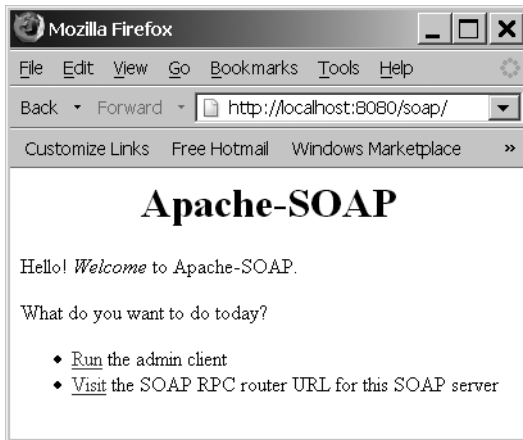 Mozilla Firefox
File Edit View Go Bookmarks Tools Help
Back Forward http://localhost:8080/soap/
Customize Links Free Hotmail Windows Marketplace »
Apache-SOAP
Hello! Welcome to Apache-SOAP.
What do you want to do today?
• Run the admin client
• Visit the SOAP RPC router URL for this SOAP server